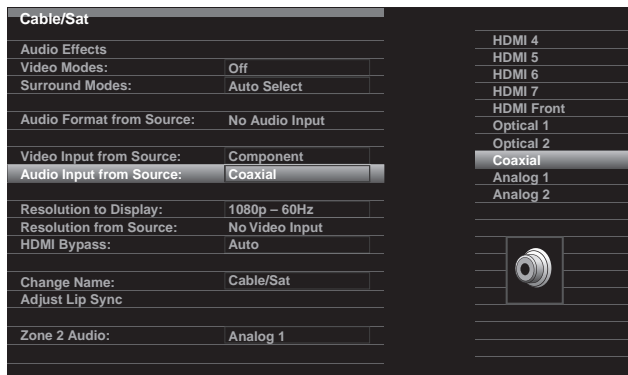 Cable/Sat
Audio Effects
Video Modes: Off
Surround Modes: Auto Select
Audio Format from Source: No Audio Input
Video Input from Source: Component
Audio Input from Source: Coaxial
Resolution to Display: 1080p – 60Hz
Resolution from Source: No Video Input
HDMI Bypass: Auto
Change Name: Cable/Sat
Adjust Lip Sync
Zone 2 Audio: Analog 1
HDMI 4
HDMI 5
HDMI 6
HDMI 7
HDMI Front
Optical 1
Optical 2
Coaxial
Analog 1
Analog 2